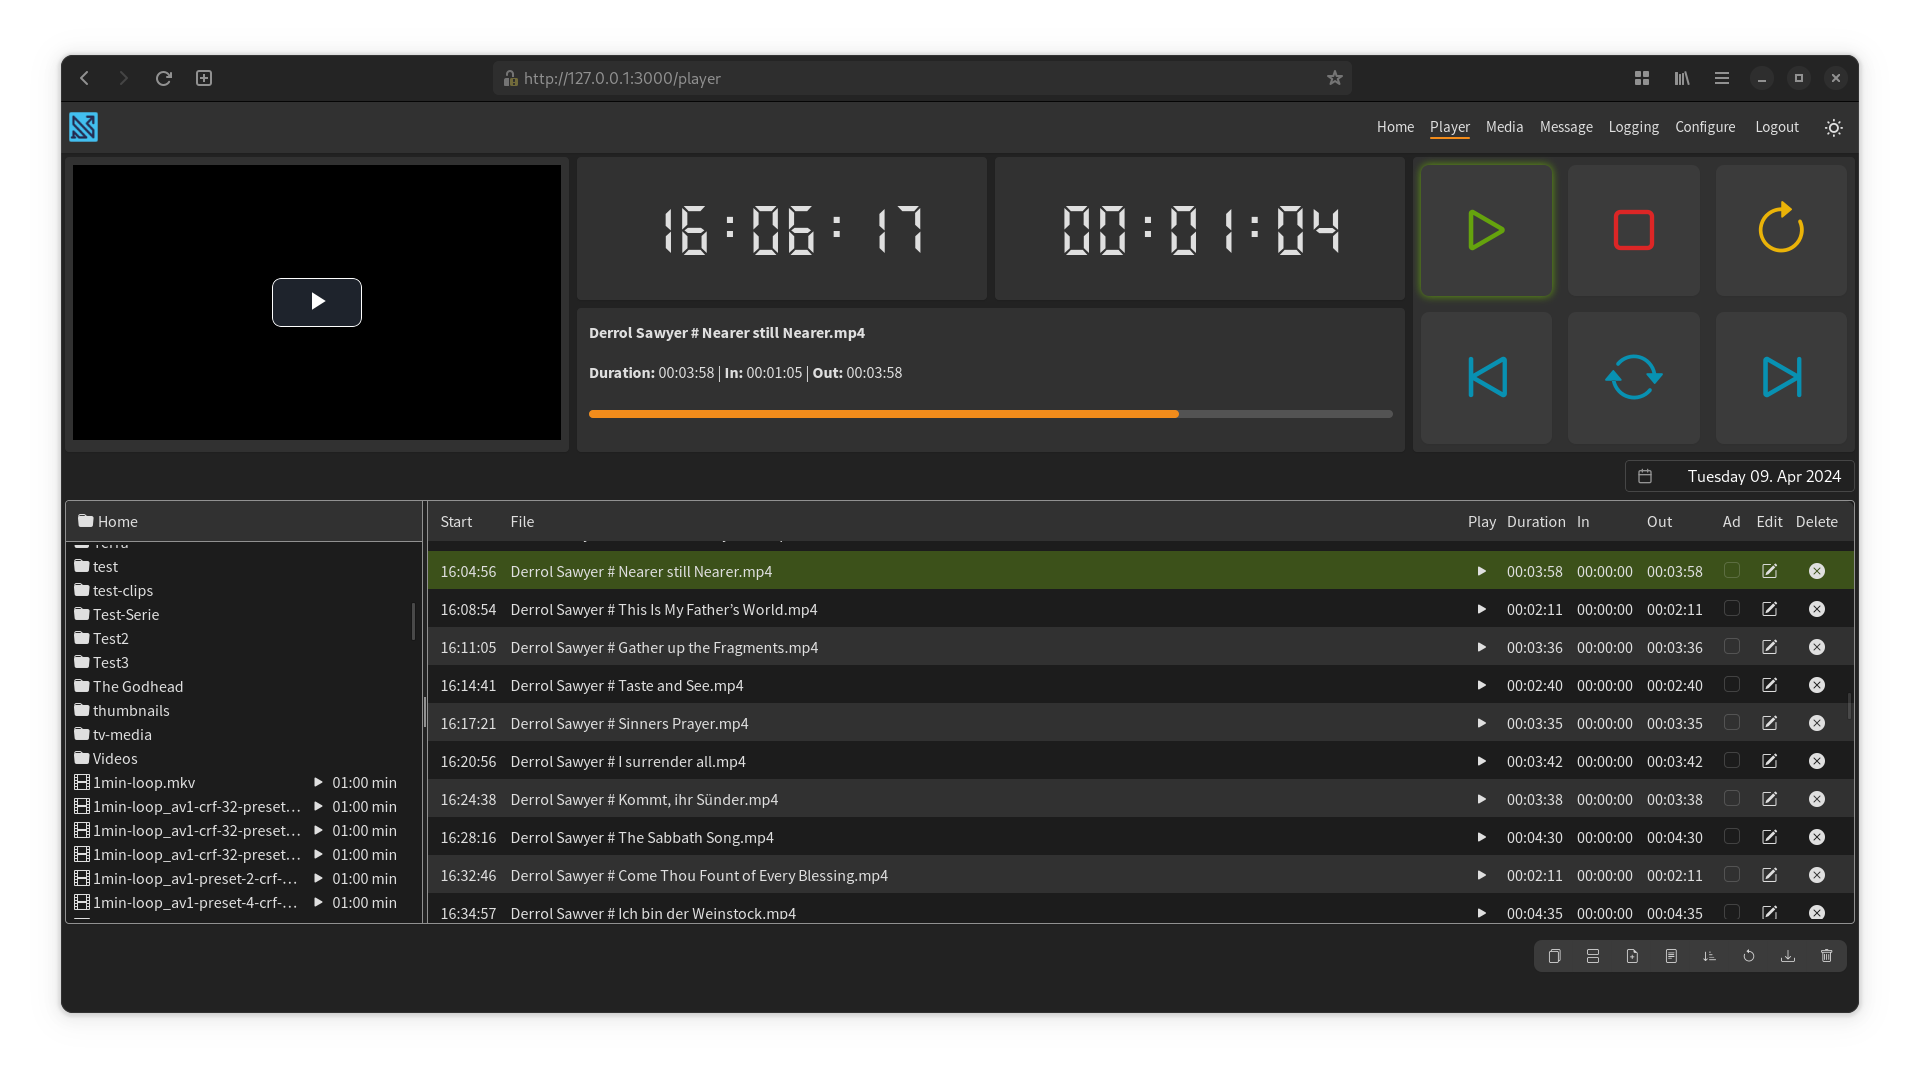 http://127.0.0.1:3000/player
Home Player Media Message Logging Configure Logout
16:06:17
00:01:04
Derrol Sawyer # Nearer still Nearer.mp4
Duration: 00:03:58 | In: 00:01:05 | Out: 00:03:58
Tuesday 09. Apr 2024
Home
test
test-clips
Test-Serie
Test2
Test3
The Godhead
thumbnails
tv-media
Videos
1min-loop.mkv 01:00 min
1min-loop_av1-crf-32-preset... 01:00 min
1min-loop_av1-crf-32-preset... 01:00 min
1min-loop_av1-crf-32-preset... 01:00 min
1min-loop_av1-preset-2-crf-... 01:00 min
1min-loop_av1-preset-4-crf-... 01:00 min
Start File Play Duration In Out Ad Edit Delete
16:04:56 Derrol Sawyer # Nearer still Nearer.mp4 00:03:58 00:00:00 00:03:58
16:08:54 Derrol Sawyer # This Is My Father’s World.mp4 00:02:11 00:00:00 00:02:11
16:11:05 Derrol Sawyer # Gather up the Fragments.mp4 00:03:36 00:00:00 00:03:36
16:14:41 Derrol Sawyer # Taste and See.mp4 00:02:40 00:00:00 00:02:40
16:17:21 Derrol Sawyer # Sinners Prayer.mp4 00:03:35 00:00:00 00:03:35
16:20:56 Derrol Sawyer # I surrender all.mp4 00:03:42 00:00:00 00:03:42
16:24:38 Derrol Sawyer # Kommt, ihr Sünder.mp4 00:03:38 00:00:00 00:03:38
16:28:16 Derrol Sawyer # The Sabbath Song.mp4 00:04:30 00:00:00 00:04:30
16:32:46 Derrol Sawyer # Come Thou Fount of Every Blessing.mp4 00:02:11 00:00:00 00:02:11
16:34:57 Derrol Sawyer # Ich bin der Weinstock.mp4 00:04:35 00:00:00 00:04:35